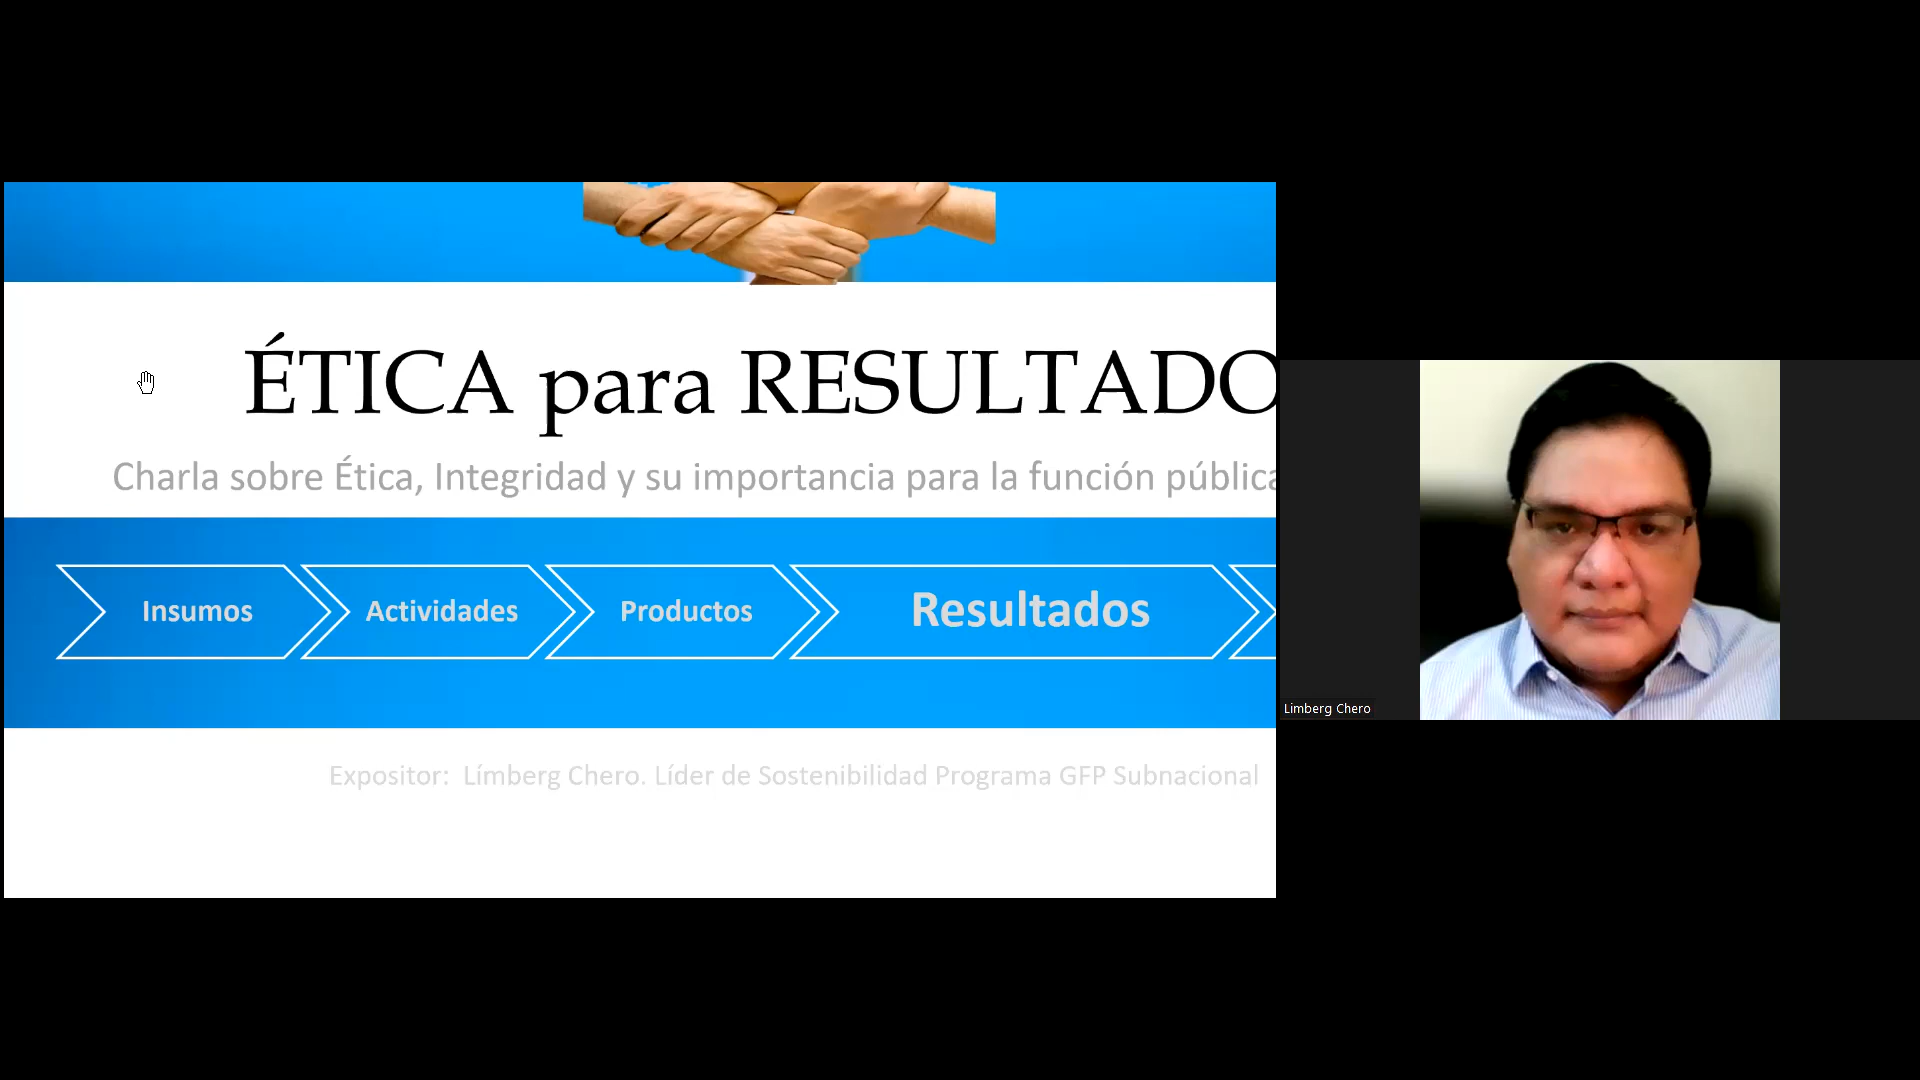 ÉTICA para RESULTADO
Charla sobre Ética, Integridad y su importancia para la función pública
Insumos
Actividades
Productos
Resultados
Expositor: Límberg Chero. Líder de Sostenibilidad Programa GFP Subnacional
Limberg Chero